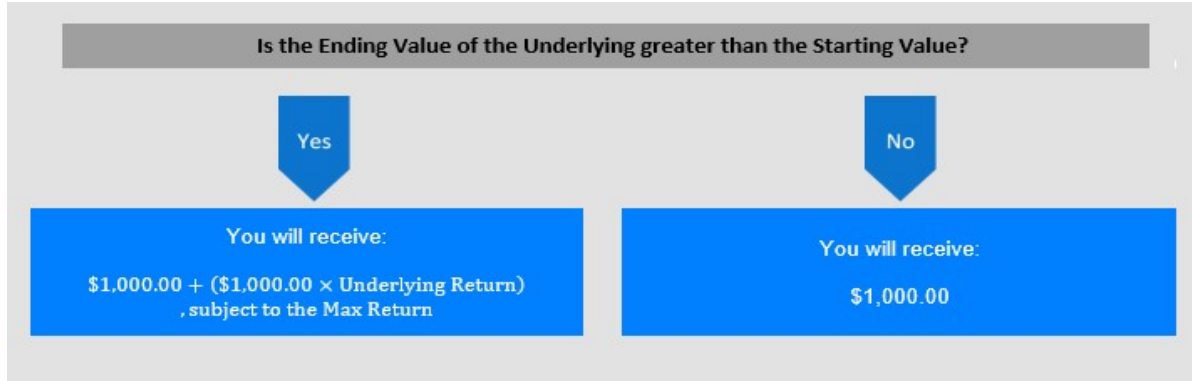 Is the Ending Value of the Underlying greater than the Starting Value?
Yes
No
You will receive:
$1,000.00 + ($1,000.00 × Underlying Return)
, subject to the Max Return
You will receive:
$1,000.00